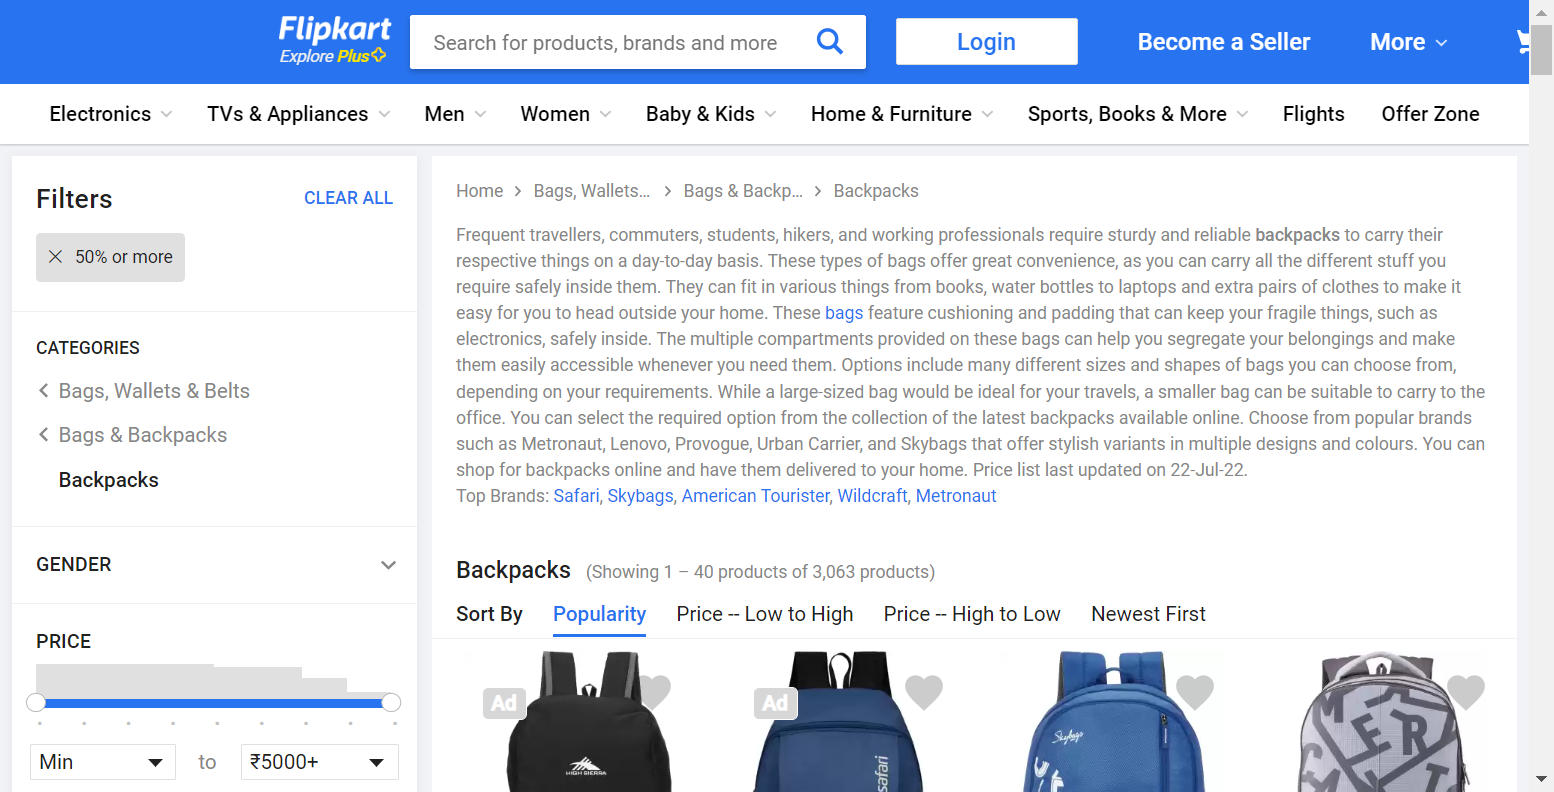 Flipkart
Explore Plus
Search for products, brands and more
Login
Become a Seller
More
Electronics
TVs & Appliances
Men
Women
Baby & Kids
Home & Furniture
Sports, Books & More
Flights
Offer Zone
Filters
CLEAR ALL
50% or more
CATEGORIES
Bags, Wallets & Belts
Bags & Backpacks
Backpacks
GENDER
PRICE
Min
to
₹5000+
Home
Bags, Wallets...
Bags & Backp...
Backpacks
Frequent travellers, commuters, students, hikers, and working professionals require sturdy and reliable backpacks to carry their
respective things on a day-to-day basis. These types of bags offer great convenience, as you can carry all the different stuff you
require safely inside them. They can fit in various things from books, water bottles to laptops and extra pairs of clothes to make it
easy for you to head outside your home. These bags feature cushioning and padding that can keep your fragile things, such as
electronics, safely inside. The multiple compartments provided on these bags can help you segregate your belongings and make
them easily accessible whenever you need them. Options include many different sizes and shapes of bags you can choose from,
depending on your requirements. While a large-sized bag would be ideal for your travels, a smaller bag can be suitable to carry to the
office. You can select the required option from the collection of the latest backpacks available online. Choose from popular brands
such as Metronaut, Lenovo, Provogue, Urban Carrier, and Skybags that offer stylish variants in multiple designs and colours. You can
shop for backpacks online and have them delivered to your home. Price list last updated on 22-Jul-22.
Top Brands: Safari, Skybags, American Tourister, Wildcraft, Metronaut
Backpacks (Showing 1 – 40 products of 3,063 products)
Sort By
Popularity
Price -- Low to High
Price -- High to Low
Newest First
Ad
HIGH SIERRA
Ad
safari
Skybags